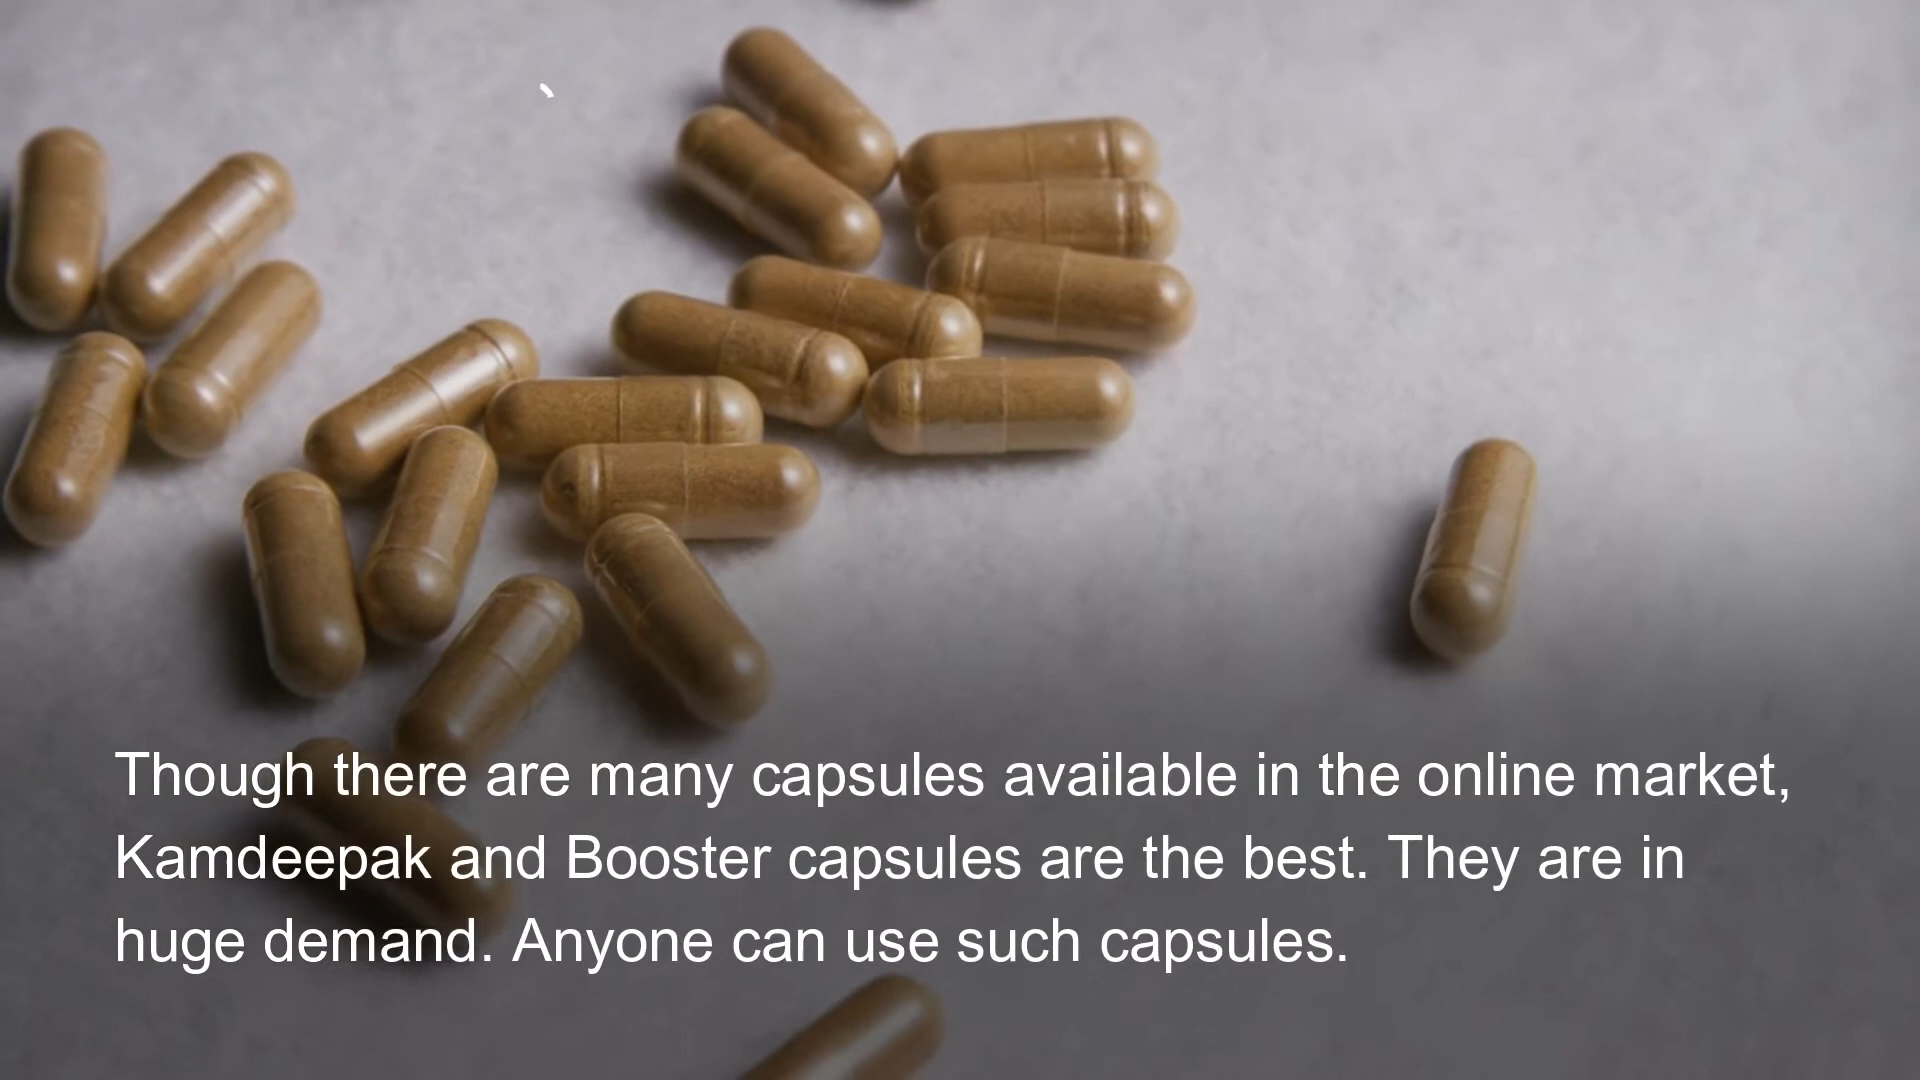 Though there are many capsules available in the online market,
Kamdeepak and Booster capsules are the best. They are in
huge demand. Anyone can use such capsules.